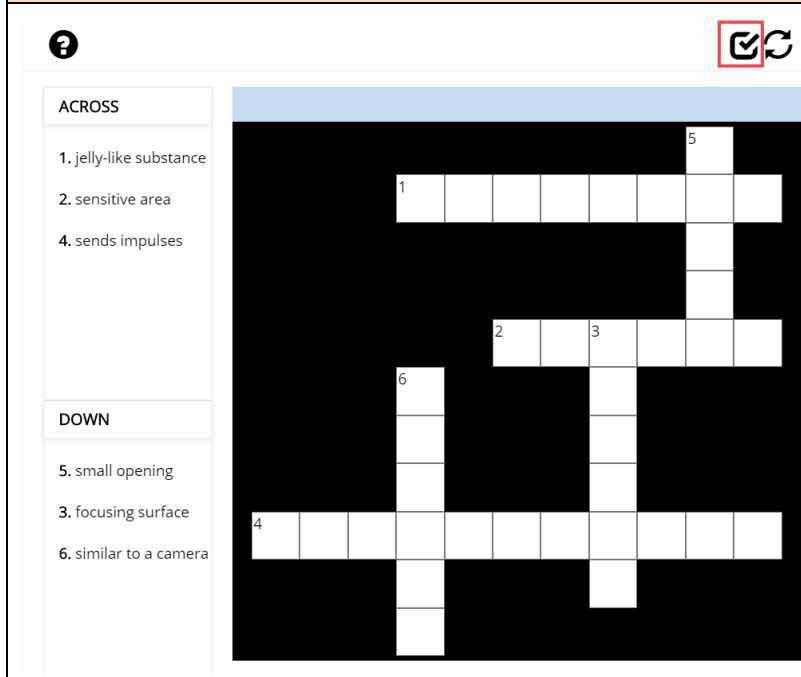 ?
ACROSS
1. jelly-like substance
2. sensitive area
4. sends impulses
DOWN
5. small opening
3. focusing surface
6. similar to a camera
5
1
2 3
6
4